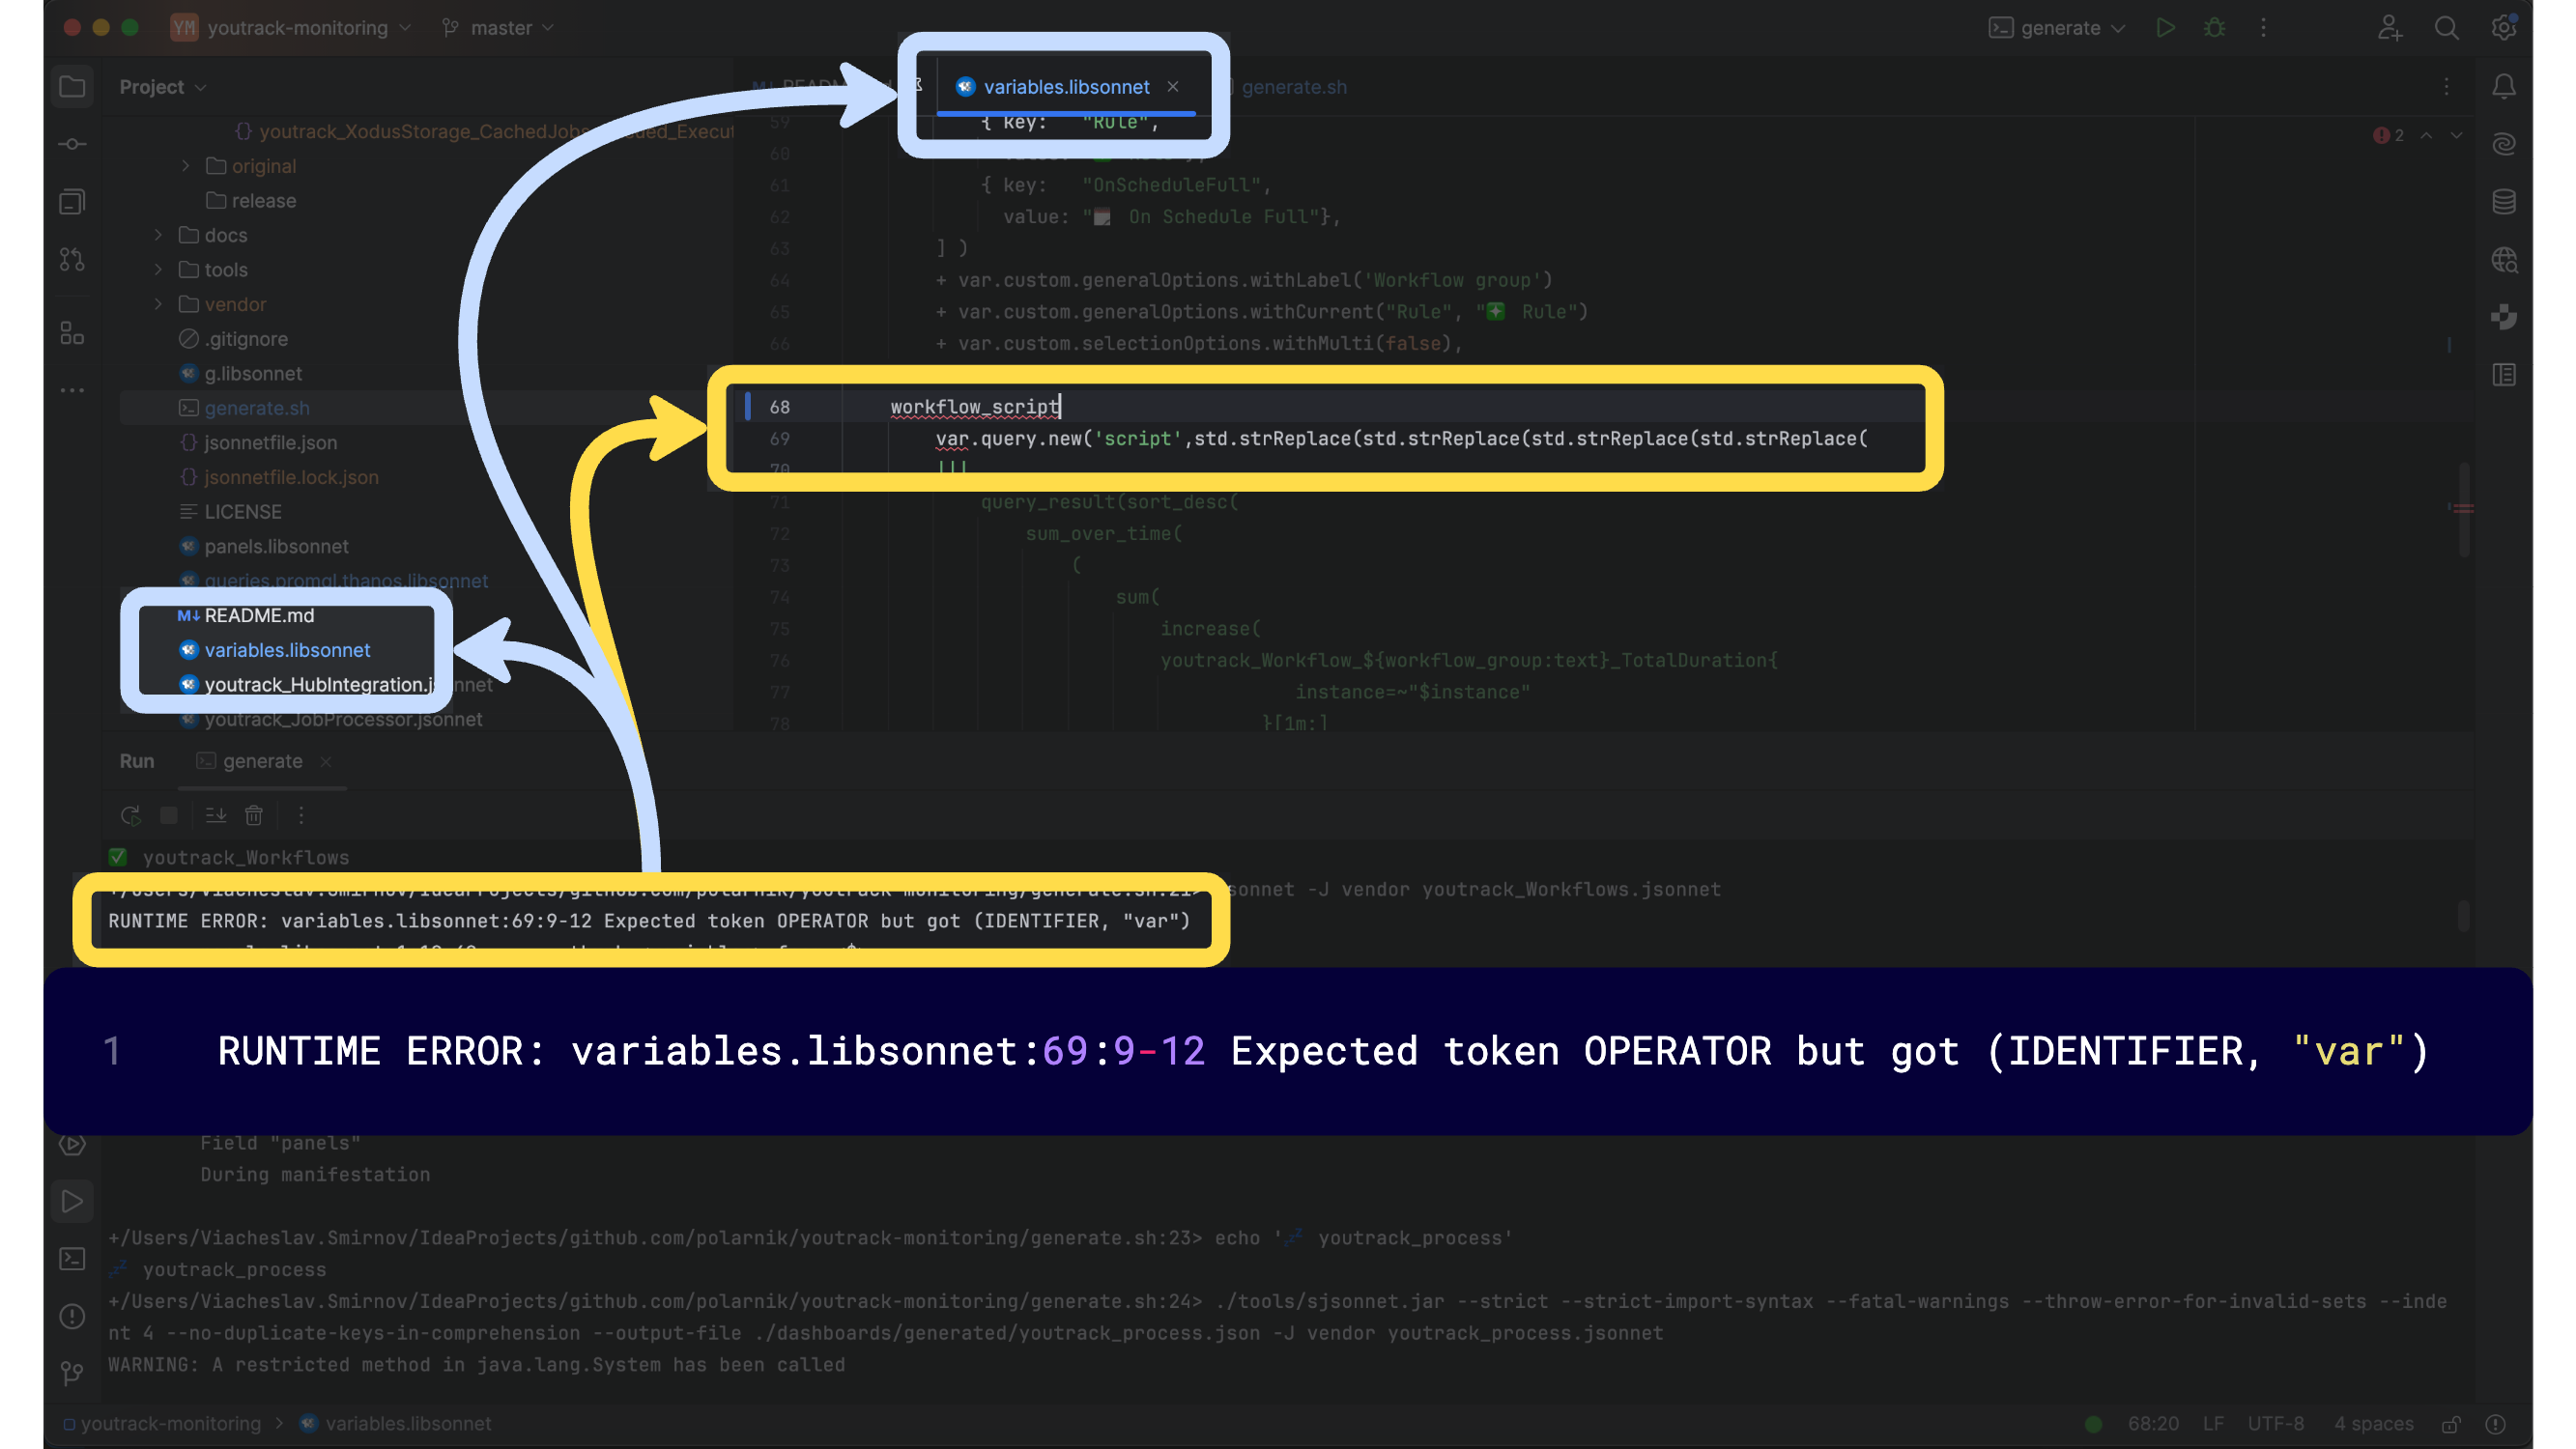 YM youtrack-monitoring master generate
Project
variables.libsonnet
generate.sh
original
release
docs
tools
vendor
.gitignore
g.libsonnet
generate.sh
jsonnetfile.json
jsonnetfile.lock.json
LICENSE
panels.libsonnet
queries.promql.thanos.libsonnet
README.md
variables.libsonnet
youtrack_HubIntegration.jsonnet
youtrack_JobProcessor.jsonnet
2
59 { key: "Rule",
60
61 { key: "OnScheduleFull",
62 value: "🗓 On Schedule Full"},
63 ] )
64 + var.custom.generalOptions.withLabel('Workflow group')
65 + var.custom.generalOptions.withCurrent("Rule", "✳️ Rule")
66 + var.custom.selectionOptions.withMulti(false),
68 workflow_script
69 var.query.new('script',std.strReplace(std.strReplace(std.strReplace(std.strReplace(
70 |||
71 query_result(sort_desc(
72 sum_over_time(
73 (
74 sum(
75 increase(
76 youtrack_Workflow_${workflow_group:text}_TotalDuration{
77 instance=~"$instance"
78 }[1m:]
Run generate
✅ youtrack_Workflows
+/Users/Viacheslav.Smirnov/IdeaProjects/github.com/polarnik/youtrack-monitoring/generate.sh:21> sonnet -J vendor youtrack_Workflows.jsonnet
RUNTIME ERROR: variables.libsonnet:69:9-12 Expected token OPERATOR but got (IDENTIFIER, "var")
1 RUNTIME ERROR: variables.libsonnet:69:9-12 Expected token OPERATOR but got (IDENTIFIER, "var")
Field "panels"
During manifestation
+/Users/Viacheslav.Smirnov/IdeaProjects/github.com/polarnik/youtrack-monitoring/generate.sh:23> echo '💤 youtrack_process'
💤 youtrack_process
+/Users/Viacheslav.Smirnov/IdeaProjects/github.com/polarnik/youtrack-monitoring/generate.sh:24> ./tools/sjsonnet.jar --strict --strict-import-syntax --fatal-warnings --throw-error-for-invalid-sets --inde
nt 4 --no-duplicate-keys-in-comprehension --output-file ./dashboards/generated/youtrack_process.json -J vendor youtrack_process.jsonnet
WARNING: A restricted method in java.lang.System has been called
youtrack-monitoring > variables.libsonnet 68:20 LF UTF-8 4 spaces